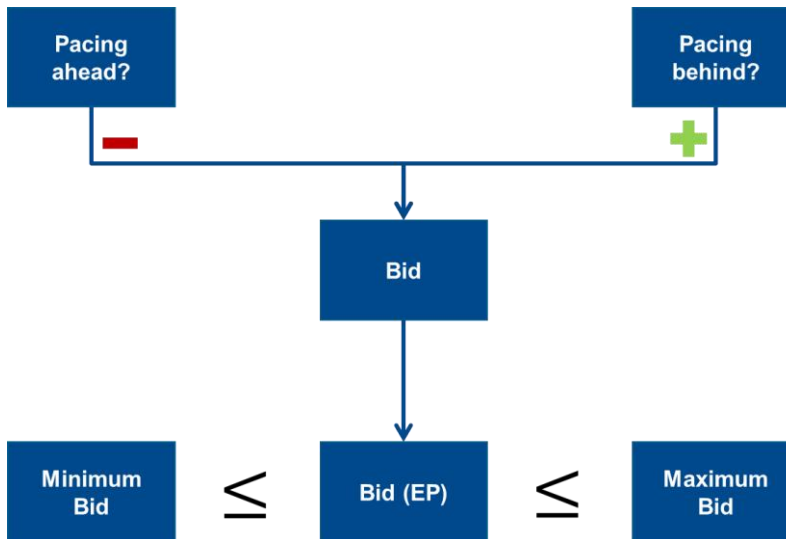 Pacing
ahead?
Pacing
behind?
Bid
Minimum
Bid
≤
Bid (EP)
≤
Maximum
Bid